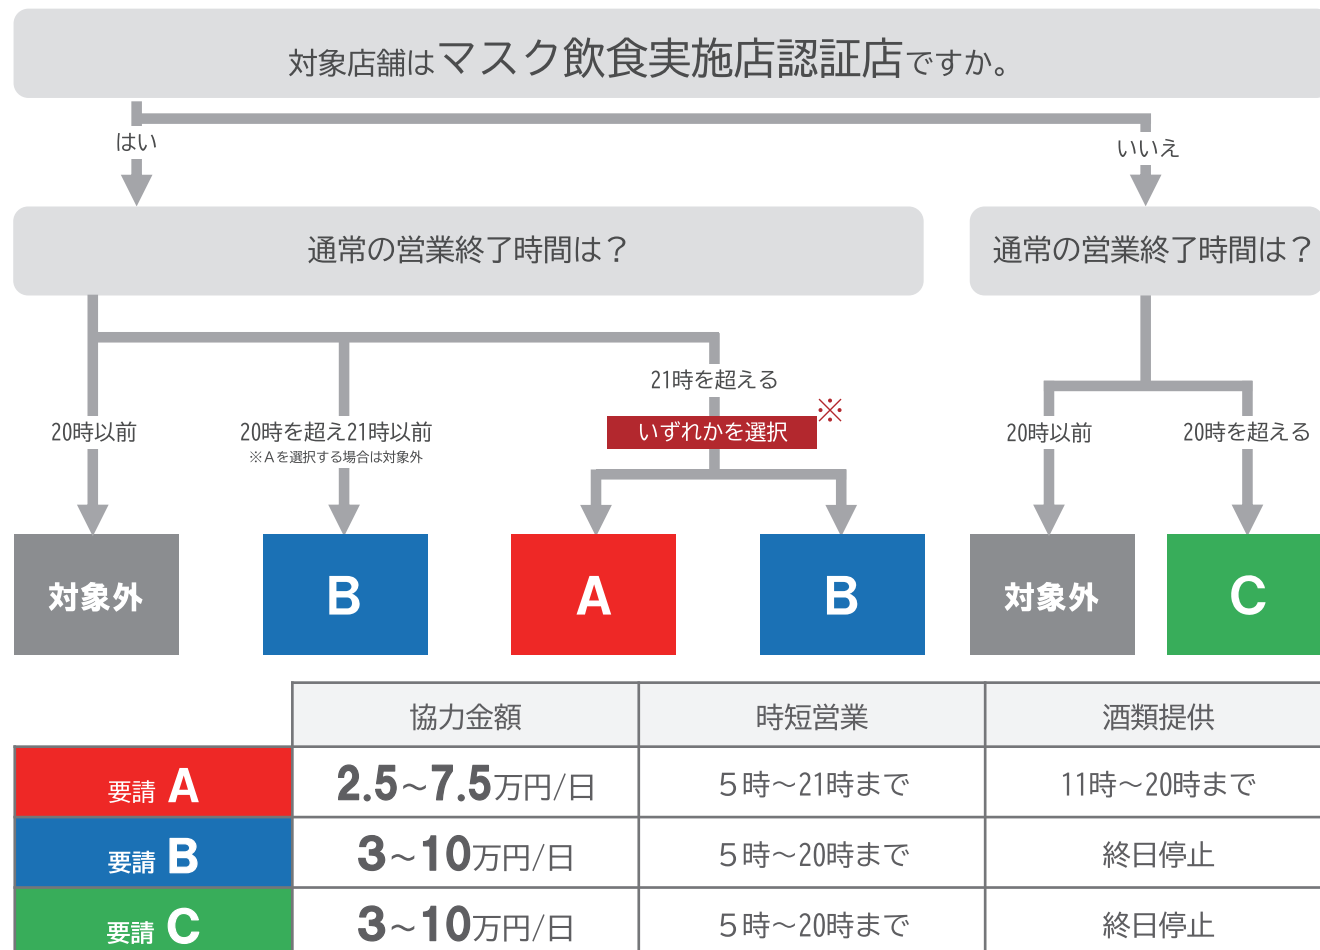 対象店舗はマスク飲食実施店認証店ですか。
はい
いいえ
通常の営業終了時間は？
通常の営業終了時間は？
21時を超える
※
いずれかを選択
20時以前
20時を超え21時以前
※Aを選択する場合は対象外
20時以前
20時を超える
対象外
B
A
B
対象外
C
協力金額
時短営業
酒類提供
要請 A
2.5～7.5万円/日
５時～21時まで
11時～20時まで
要請 B
3～10万円/日
５時～20時まで
終日停止
要請 C
3～10万円/日
５時～20時まで
終日停止